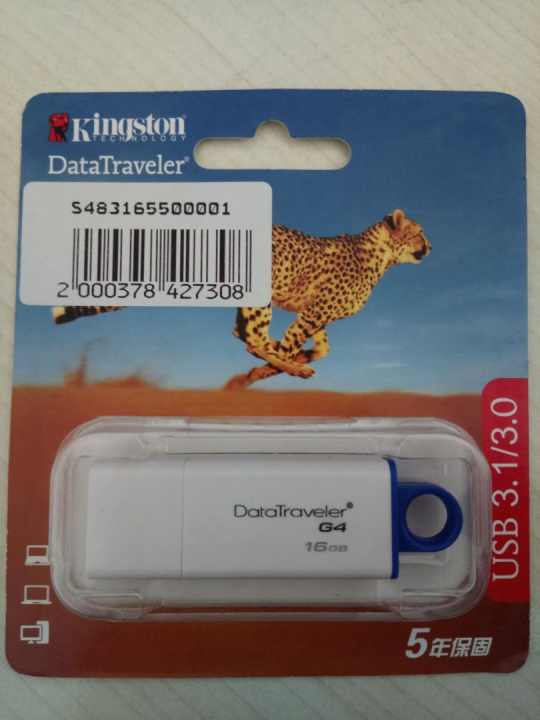 Kingston
TECHNOLOGY
DataTraveler®
S483165500001
2 000378 427308
USB 3.1/3.0
DataTraveler®
G4
16GB
5年保固